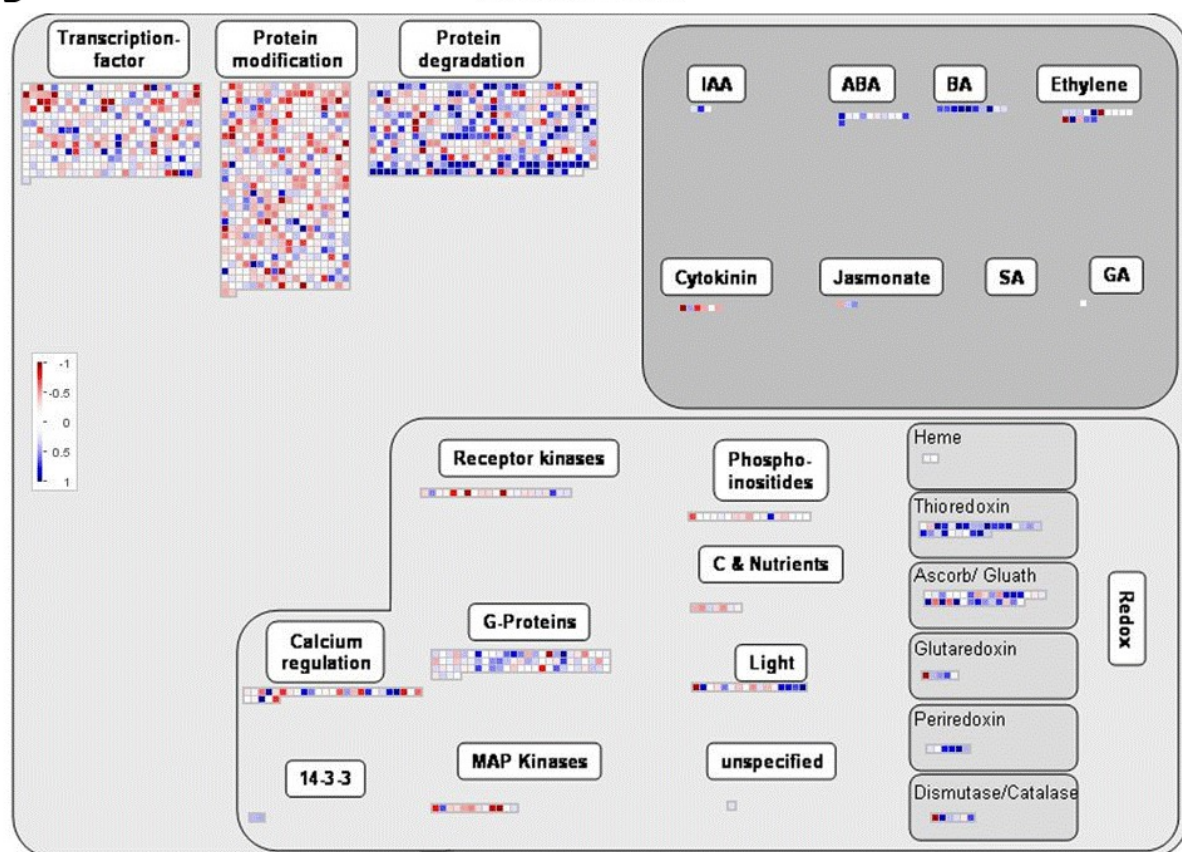 Transcription-
factor
Protein
modification
Protein
degradation
IAA
ABA
BA
Ethylene
Cytokinin
Jasmonate
SA
GA
-1
-0.5
0
0.5
1
Receptor kinases
Phospho-
inositides
C & Nutrients
G-Proteins
Calcium
regulation
Light
MAP Kinases
unspecified
14-3-3
Heme
Thioredoxin
Ascorb/ Gluath
Glutaredoxin
Periredoxin
Dismutase/Catalase
Redox